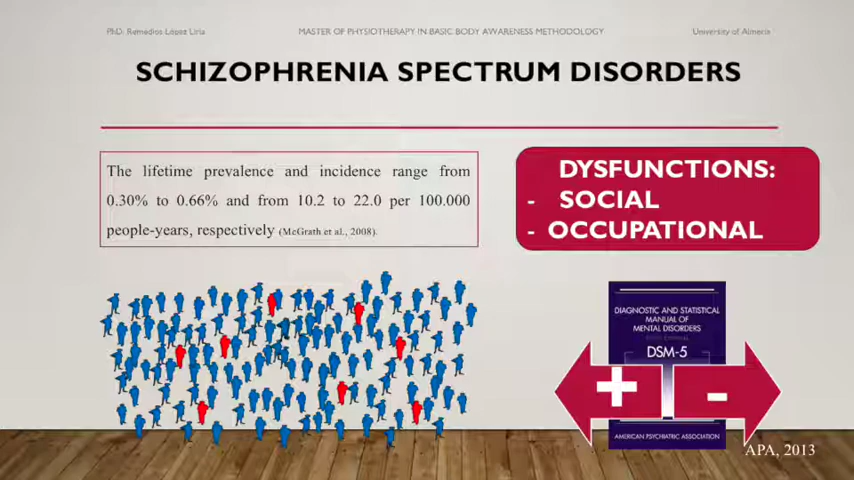 PhD. Remedios López Liria
MASTER OF PHYSIOTHERAPY IN BASIC BODY AWARENESS METHODOLOGY
University of Almería
SCHIZOPHRENIA SPECTRUM DISORDERS
The lifetime prevalence and incidence range from
0.30% to 0.66% and from 10.2 to 22.0 per 100.000
people-years, respectively (McGrath et al., 2008).
DYSFUNCTIONS:
- SOCIAL
- OCCUPATIONAL
DIAGNOSTIC AND STATISTICAL
MANUAL OF
MENTAL DISORDERS
DSM-5
+ -
AMERICAN PSYCHIATRIC ASSOCIATION
APA, 2013